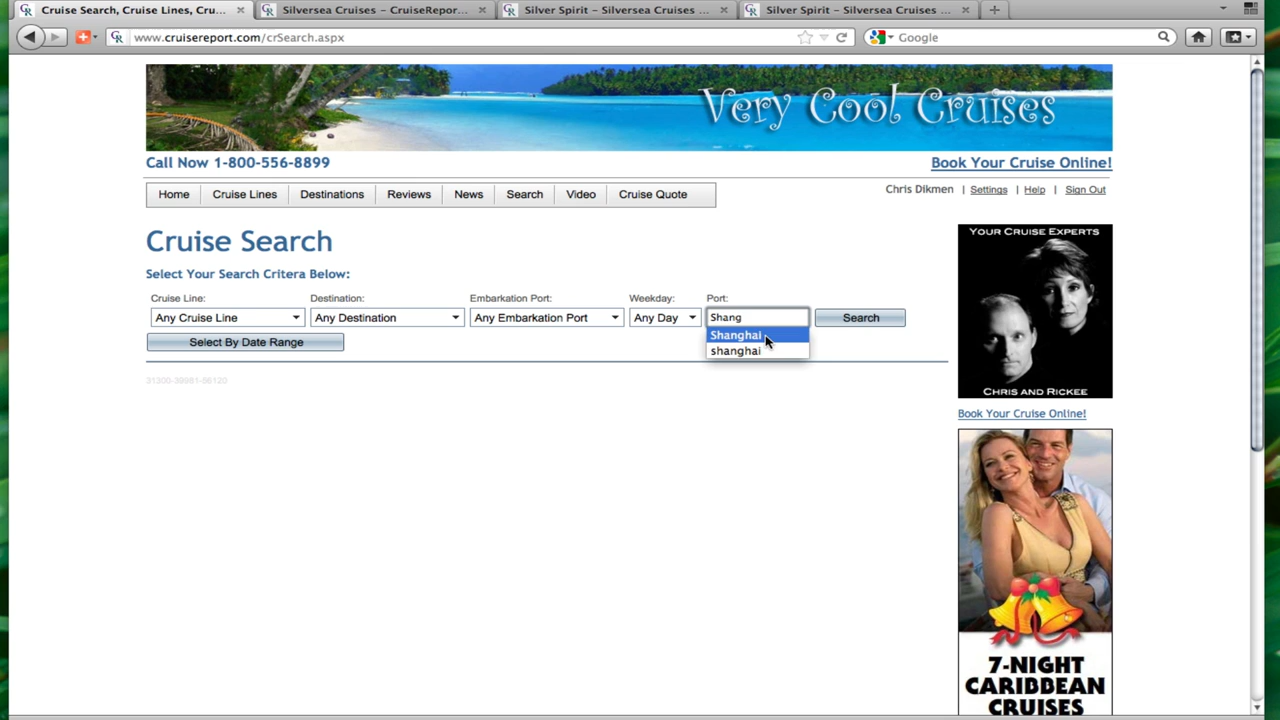 Cruise Search, Cruise Lines, Cru...
Silversea Cruises – CruiseRepor...
Silver Spirit – Silversea Cruises ...
Silver Spirit – Silversea Cruises ...
www.cruisereport.com/crSearch.aspx
Google
Very Cool Cruises
Call Now 1-800-556-8899
Book Your Cruise Online!
Home Cruise Lines Destinations Reviews News Search Video Cruise Quote
Chris Dikmen | Settings | Help | Sign Out
Cruise Search
Select Your Search Critera Below:
Cruise Line: Destination: Embarkation Port: Weekday: Port:
Any Cruise Line Any Destination Any Embarkation Port Any Day Shang Search
Shanghai
shanghai
Select By Date Range
31300-39981-56120
YOUR CRUISE EXPERTS
CHRIS AND RICKEE
Book Your Cruise Online!
7-NIGHT
CARIBBEAN
CRUISES